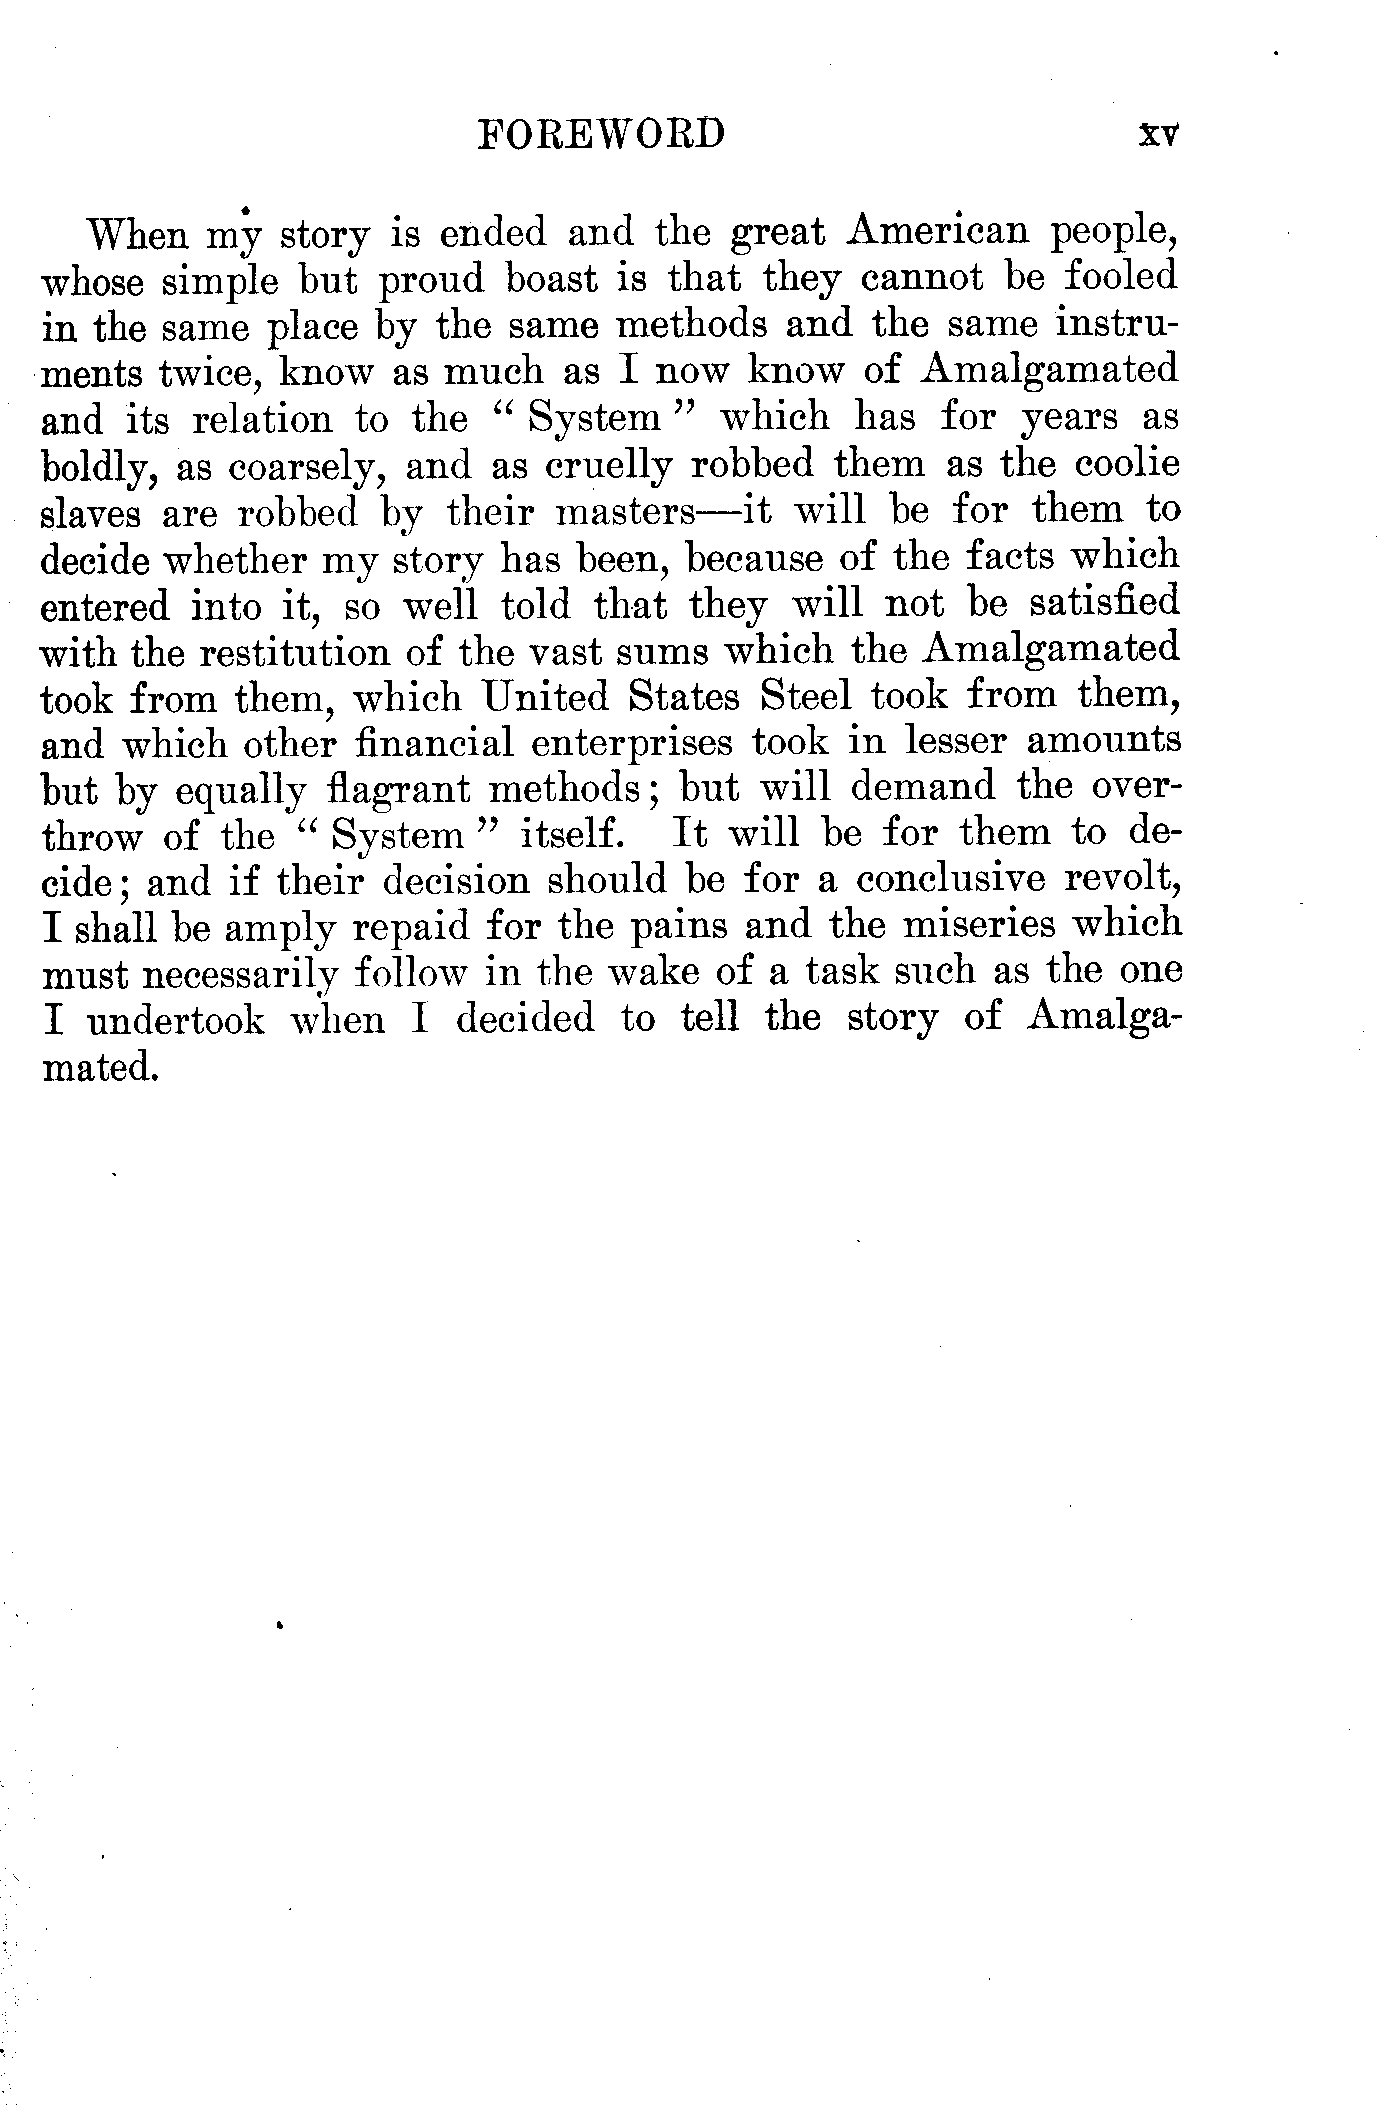 FOREWORD xv
When my story is ended and the great American people,
whose simple but proud boast is that they cannot be fooled
in the same place by the same methods and the same instru-
ments twice, know as much as I now know of Amalgamated
and its relation to the “ System ” which has for years as
boldly, as coarsely, and as cruelly robbed them as the coolie
slaves are robbed by their masters—it will be for them to
decide whether my story has been, because of the facts which
entered into it, so well told that they will not be satisfied
with the restitution of the vast sums which the Amalgamated
took from them, which United States Steel took from them,
and which other financial enterprises took in lesser amounts
but by equally flagrant methods; but will demand the over-
throw of the “ System ” itself. It will be for them to de-
cide; and if their decision should be for a conclusive revolt,
I shall be amply repaid for the pains and the miseries which
must necessarily follow in the wake of a task such as the one
I undertook when I decided to tell the story of Amalga-
mated.